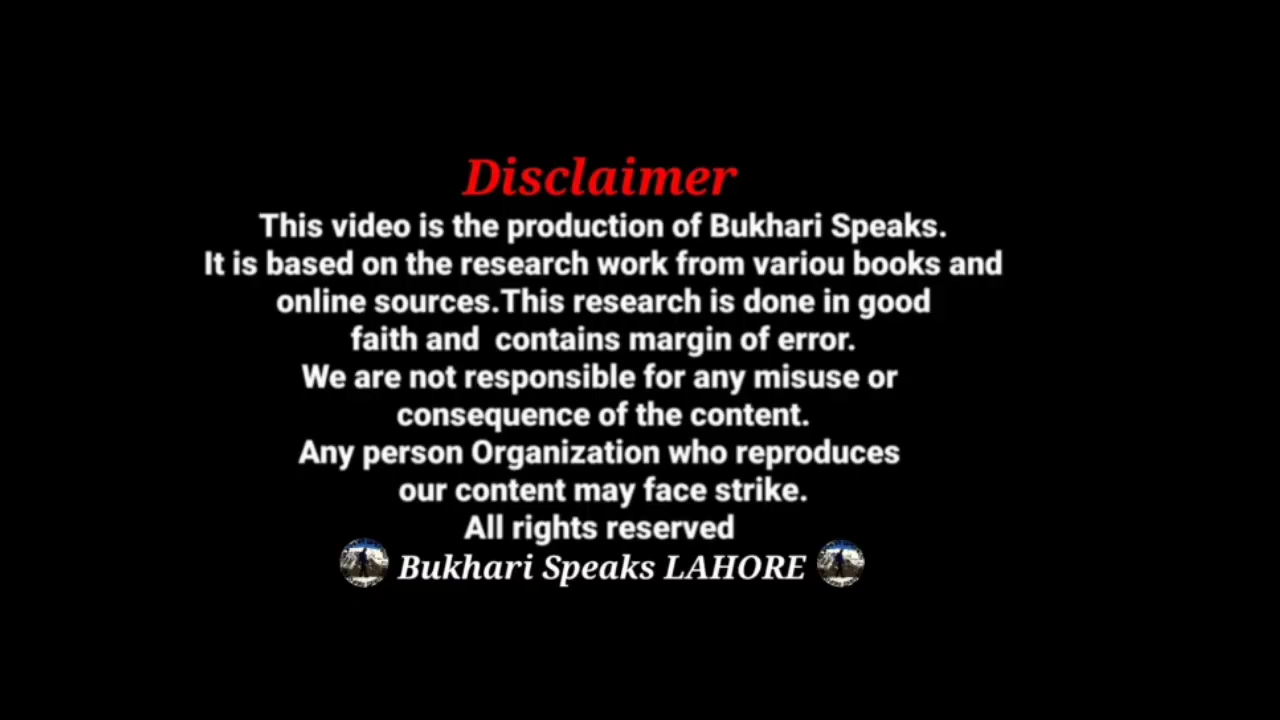 Disclaimer
This video is the production of Bukhari Speaks.
It is based on the research work from variou books and
online sources.This research is done in good
faith and  contains margin of error.
We are not responsible for any misuse or
consequence of the content.
Any person Organization who reproduces
our content may face strike.
All rights reserved
Bukhari Speaks LAHORE